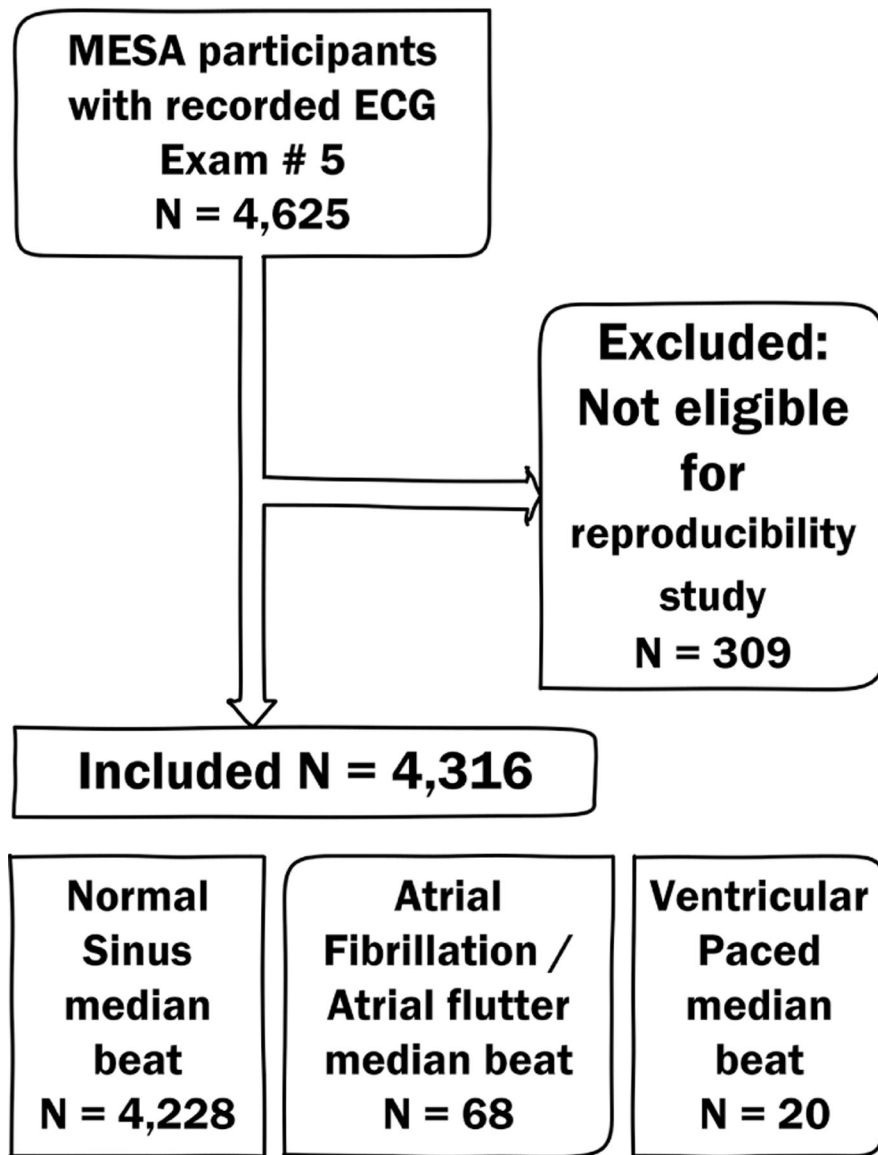 MESA participants
with recorded ECG
Exam # 5
N = 4,625
Excluded:
Not eligible
for
reproducibility
study
N = 309
Included N = 4,316
Normal
Sinus
median
beat
N = 4,228
Atrial
Fibrillation /
Atrial flutter
median beat
N = 68
Ventricular
Paced
median
beat
N = 20